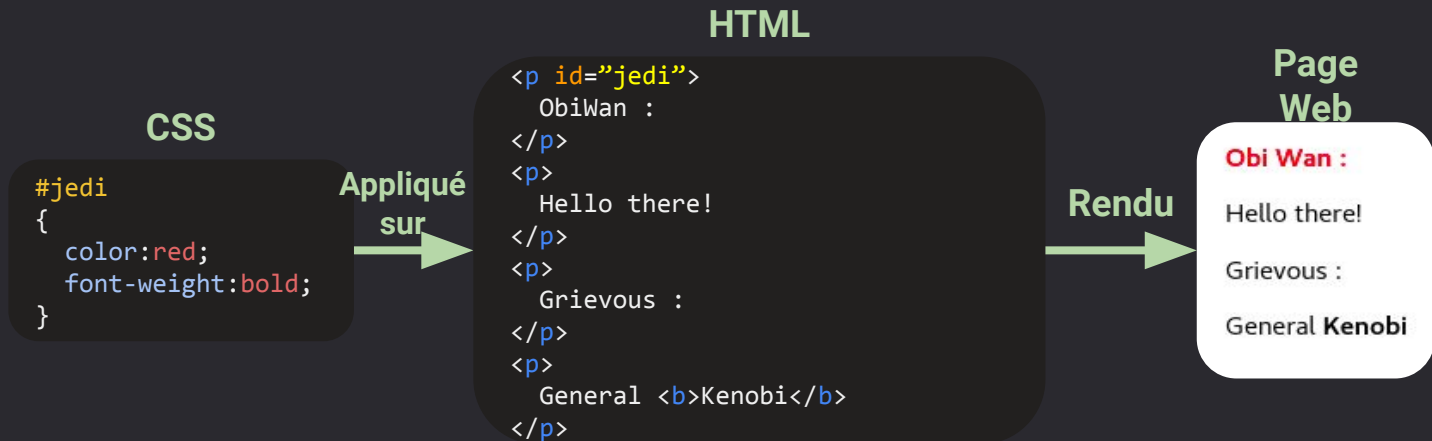 CSS
#jedi
{
  color:red;
  font-weight:bold;
}
Appliqué
sur
HTML
<p id=”jedi”>
  ObiWan :
</p>
<p>
  Hello there!
</p>
<p>
  Grievous :
</p>
<p>
  General <b>Kenobi</b>
</p>
Rendu
Page
Web
Obi Wan :
Hello there!
Grievous :
General Kenobi